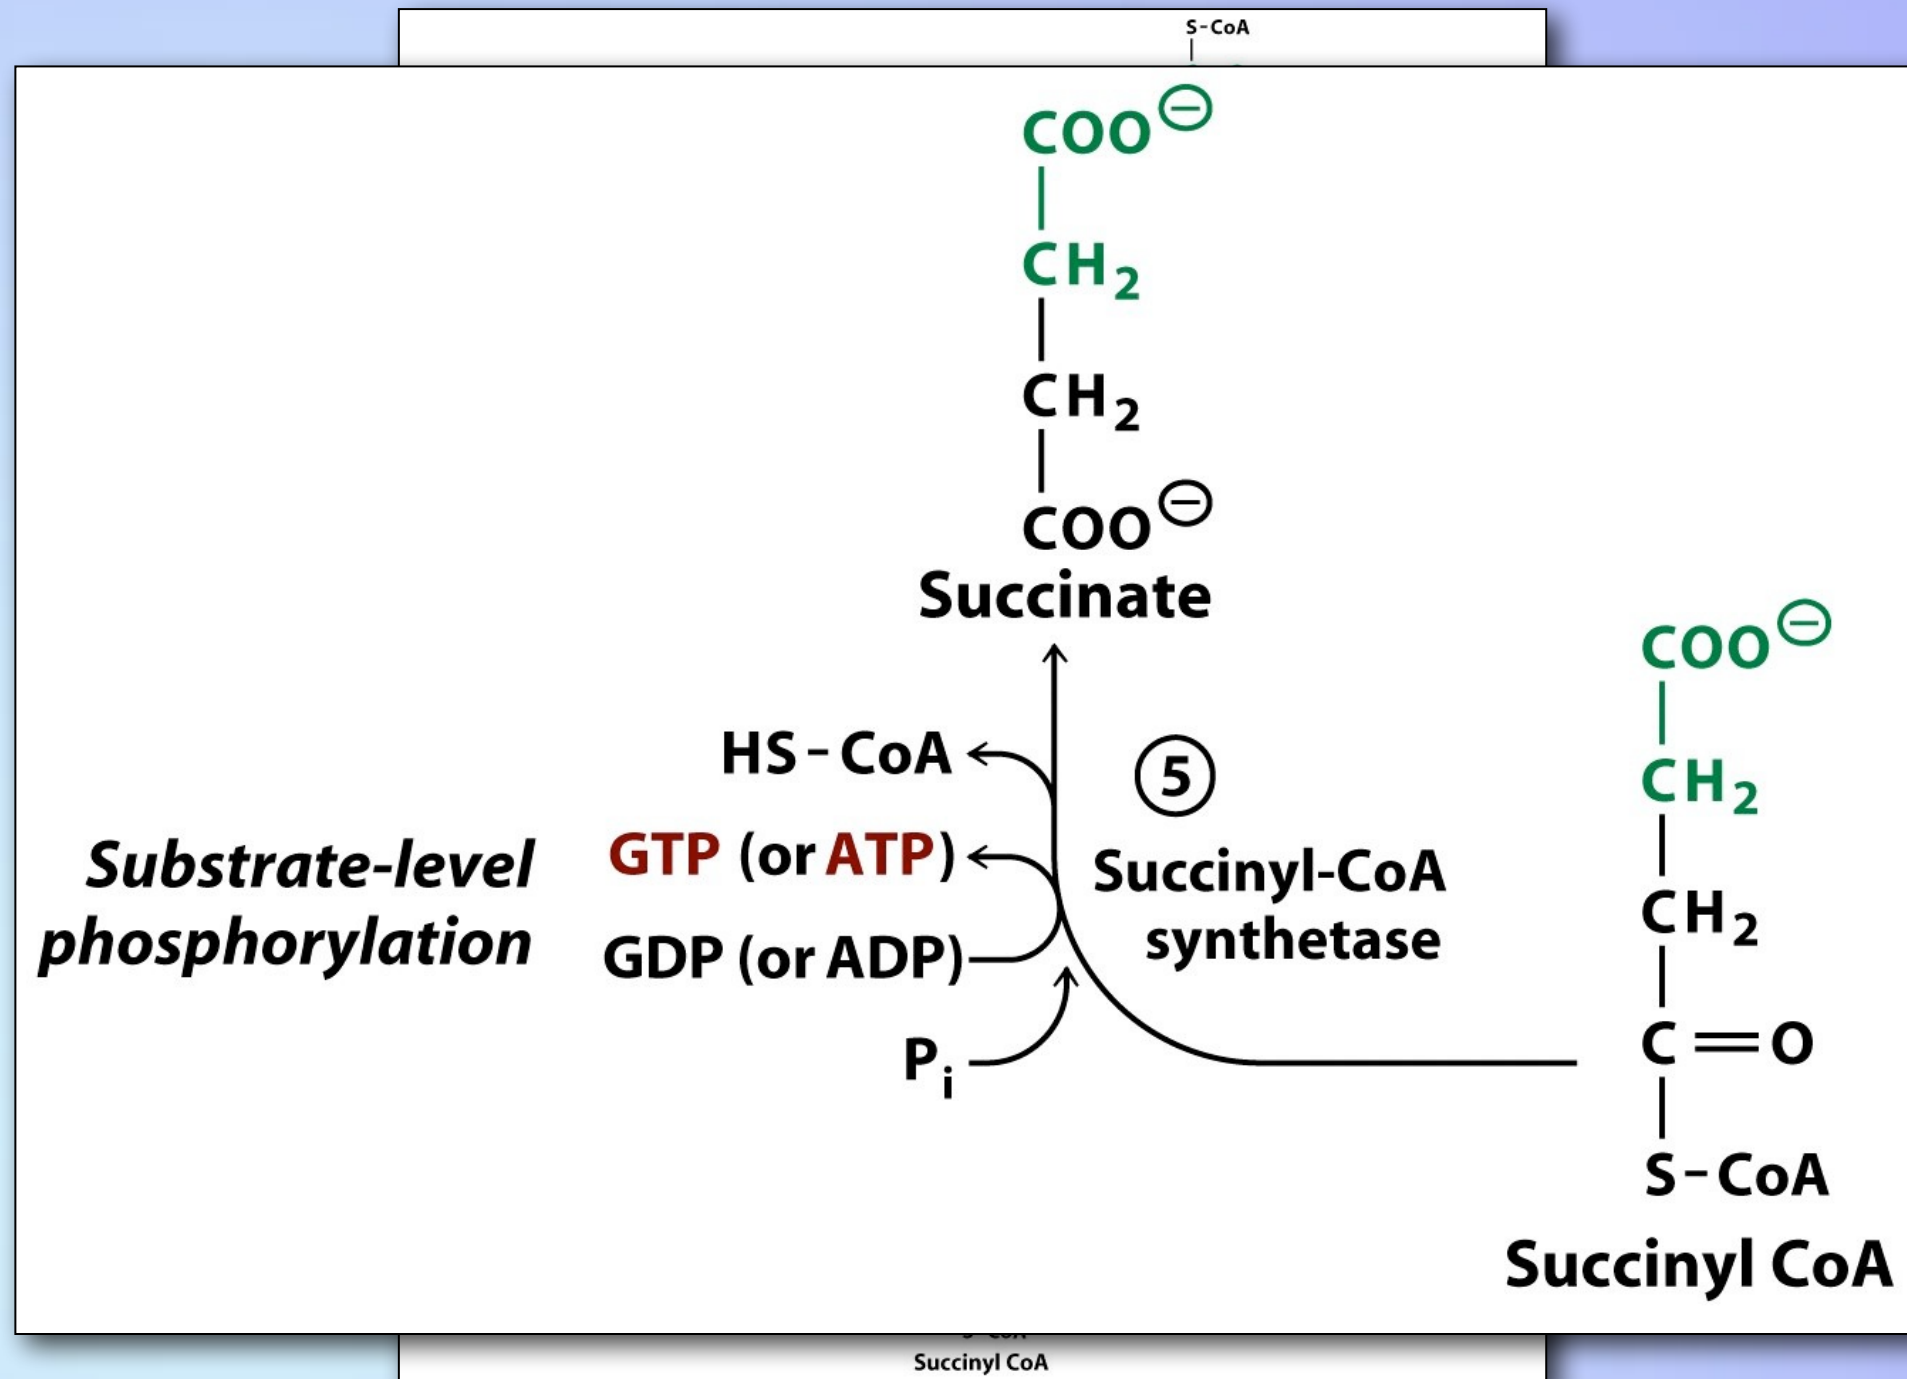 S-CoA
COO⊖
CH₂
CH₂
COO⊖
Succinate
HS-CoA
GTP (or ATP)
GDP (or ADP)
Pᵢ
Substrate-level
phosphorylation
5
Succinyl-CoA
synthetase
COO⊖
CH₂
CH₂
C=O
S-CoA
Succinyl CoA
Succinyl CoA